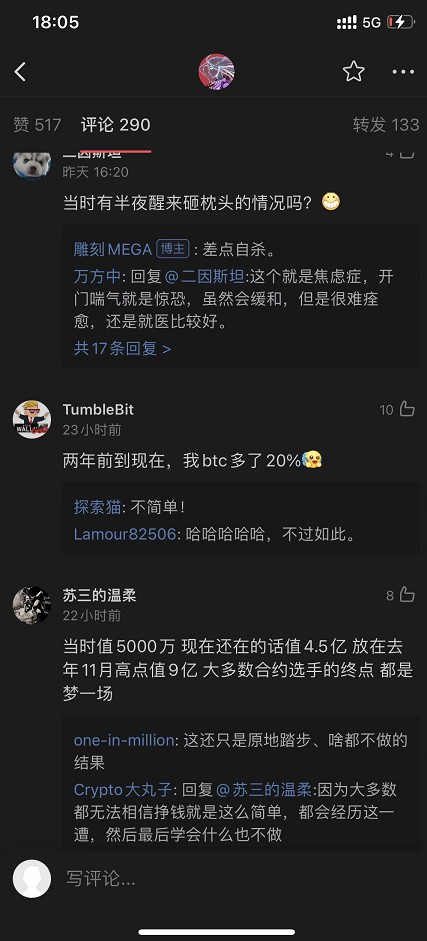 18:05
5G
赞 517 评论 290 转发 133
二因斯坦
昨天 16:20
当时有半夜醒来砸枕头的情况吗？😁
雕刻MEGA 博主：差点自杀。
万方中: 回复@二因斯坦:这个就是焦虑症，开
门喘气就是惊恐，虽然会缓和，但是很难痊
愈，还是就医比较好。
共17条回复 >
TumbleBit
10
23小时前
WALL
两年前到现在，我btc多了20%🥳
探索猫: 不简单！
Lamour82506: 哈哈哈哈哈，不过如此。
苏三的温柔
8
22小时前
当时值5000万 现在还在的话值4.5亿 放在去
年11月高点值9亿 大多数合约选手的终点 都是
梦一场
one-in-million: 这还只是原地踏步、啥都不做的
结果
Crypto大丸子: 回复@苏三的温柔:因为大多数
都无法相信挣钱就是这么简单，都会经历这一
遭，然后最后学会什么也不做
写评论...